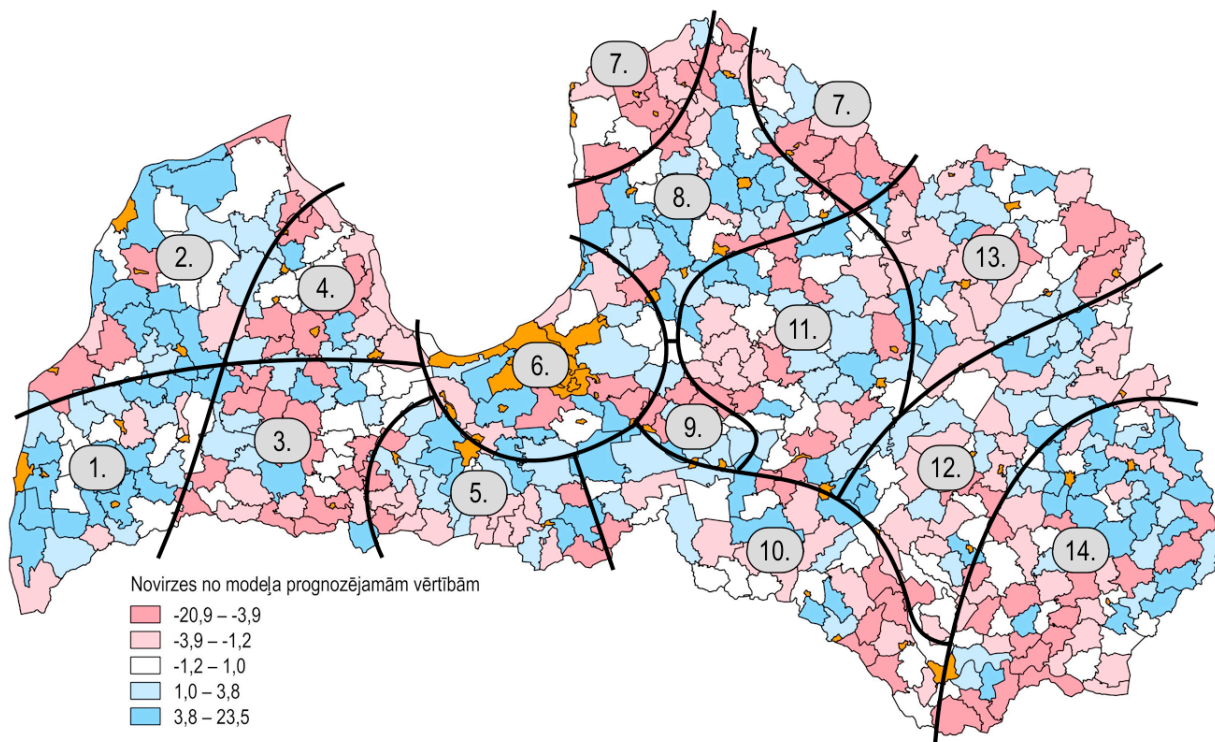 7.
7.
8.
2.
13.
4.
11.
6.
9.
3.
1.
12.
5.
10.
14.
Novirzes no modeļa prognozējamām vērtībām
-20,9 – -3,9
-3,9 – -1,2
-1,2 – 1,0
1,0 – 3,8
3,8 – 23,5